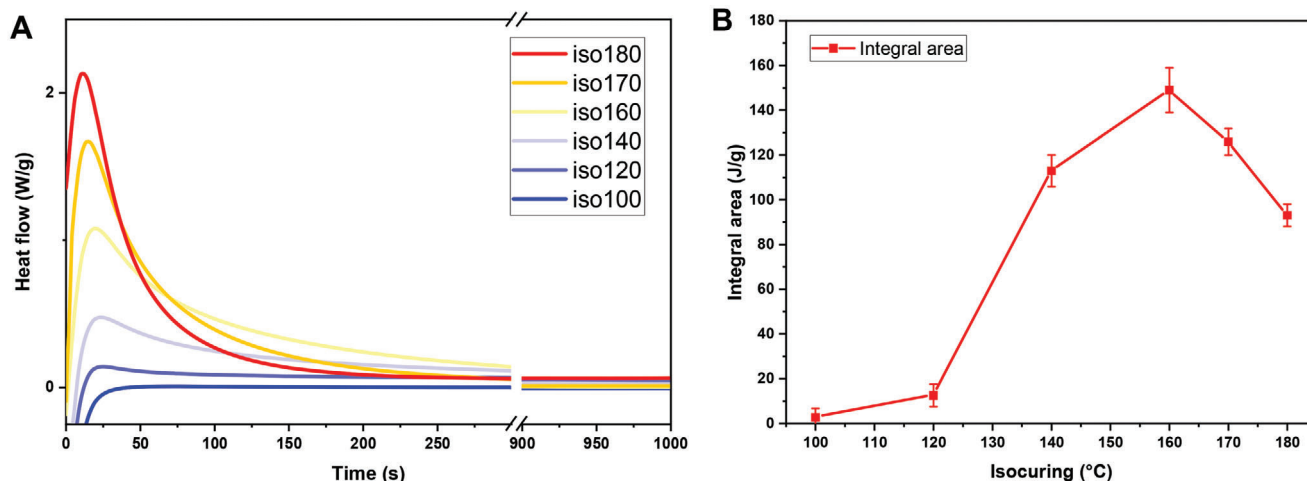 A
Heat flow (W/g)
2
0
iso180
iso170
iso160
iso140
iso120
iso100
0 50 100 150 200 250 900 950 1000
Time (s)
B
Integral area (J/g)
180
160
140
120
100
80
60
40
20
0
Integral area
100 110 120 130 140 150 160 170 180
Isocuring (°C)